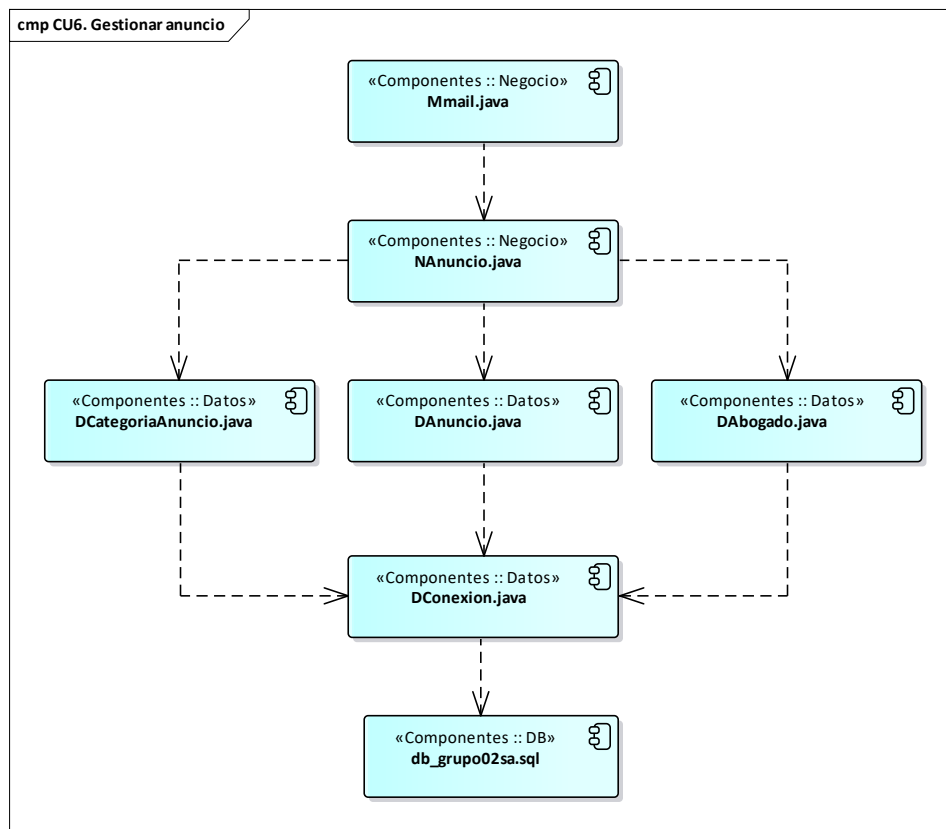 cmp CU6. Gestionar anuncio
«Componentes :: Negocio»
Mmail.java
«Componentes :: Negocio»
NAnuncio.java
«Componentes :: Datos»
DCategoriaAnuncio.java
«Componentes :: Datos»
DAnuncio.java
«Componentes :: Datos»
DAbogado.java
«Componentes :: Datos»
DConexion.java
«Componentes :: DB»
db_grupo02sa.sql